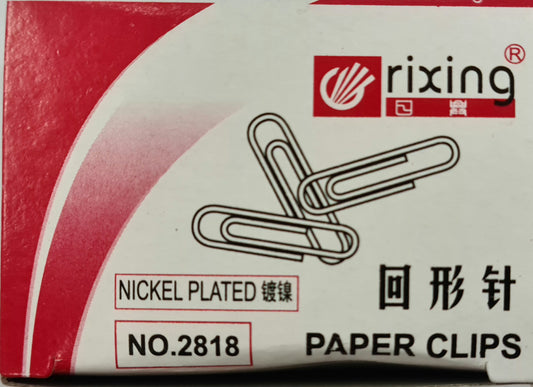 rixing®
NICKEL PLATED 镀镍
回形针
NO.2818
PAPER CLIPS